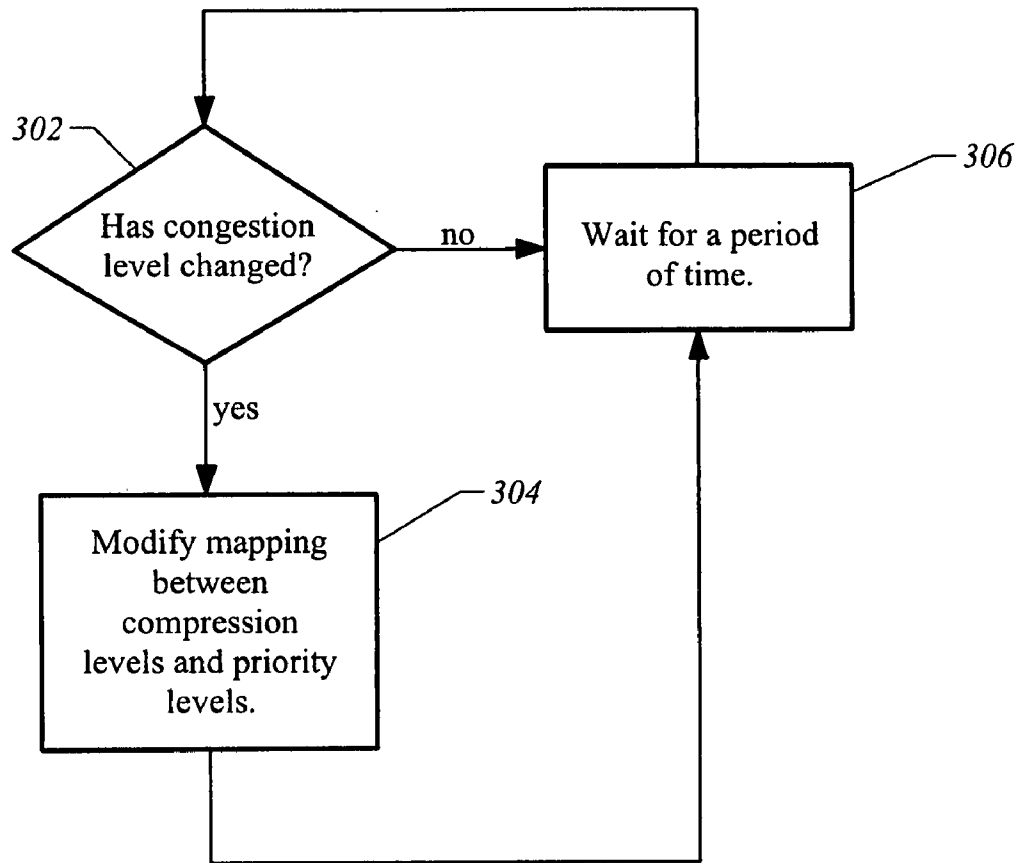 302
Has congestion
level changed?
no
306
Wait for a period
of time.
yes
304
Modify mapping
between
compression
levels and priority
levels.